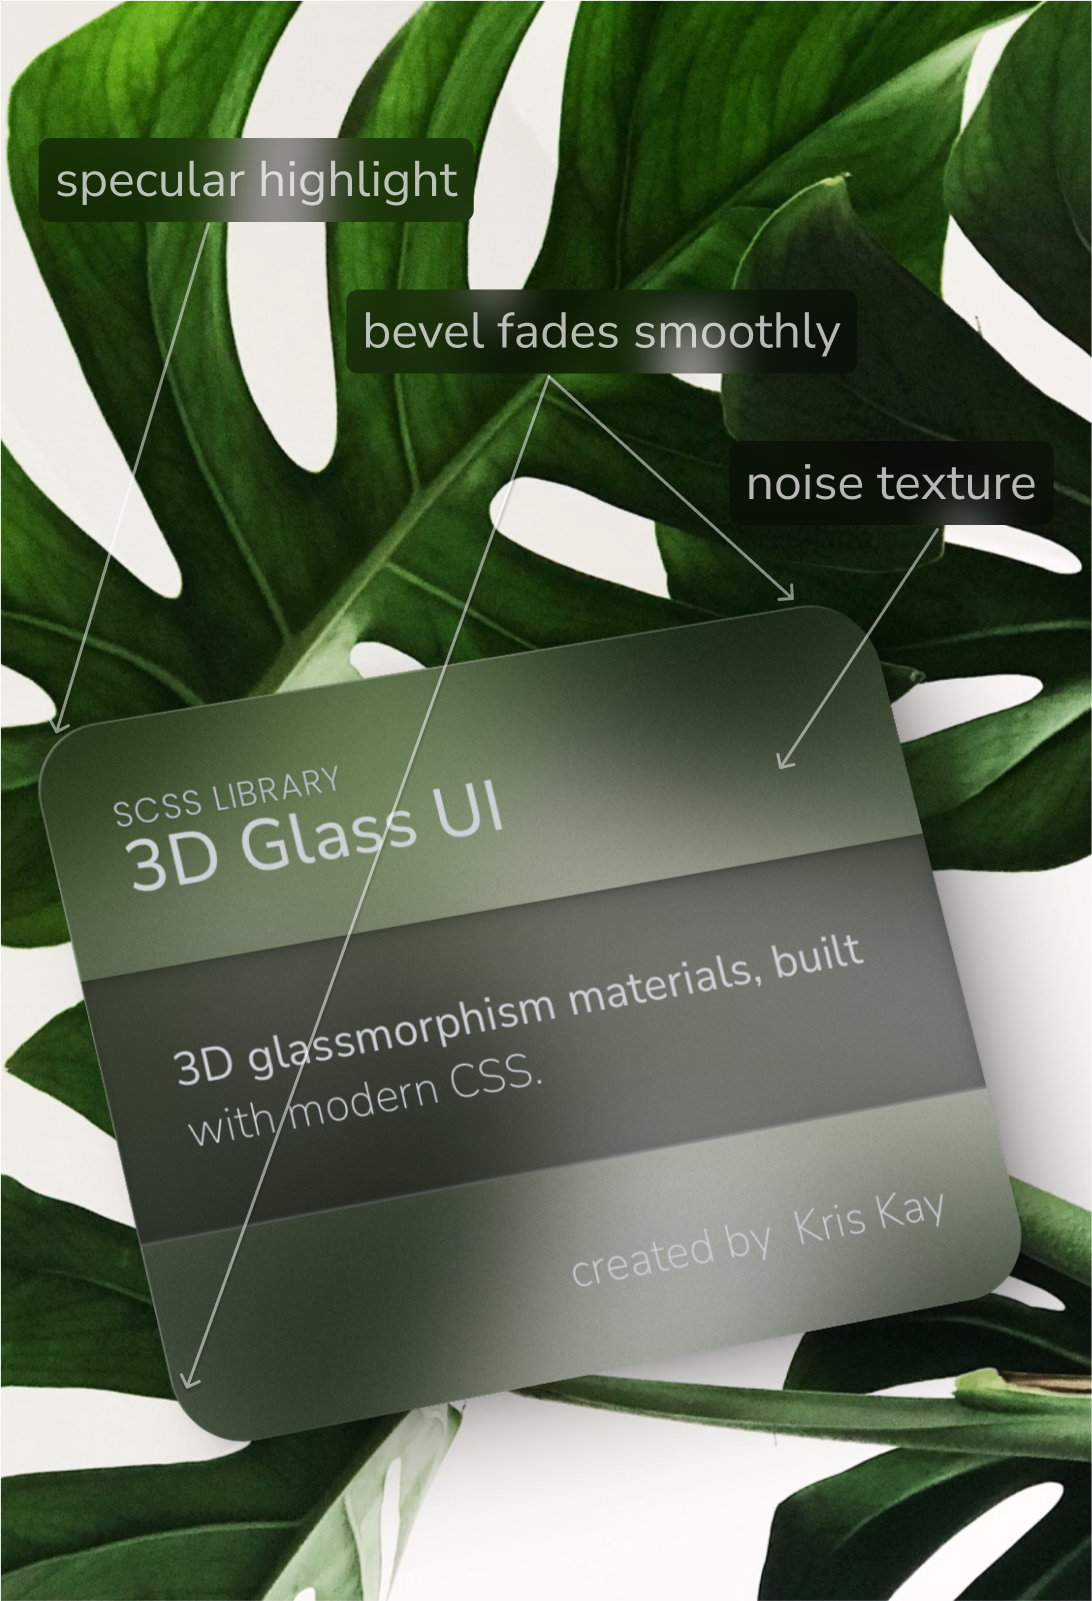 specular highlight
bevel fades smoothly
noise texture
SCSS LIBRARY
3D Glass UI
3D glassmorphism materials, built
with modern CSS.
created by Kris Kay